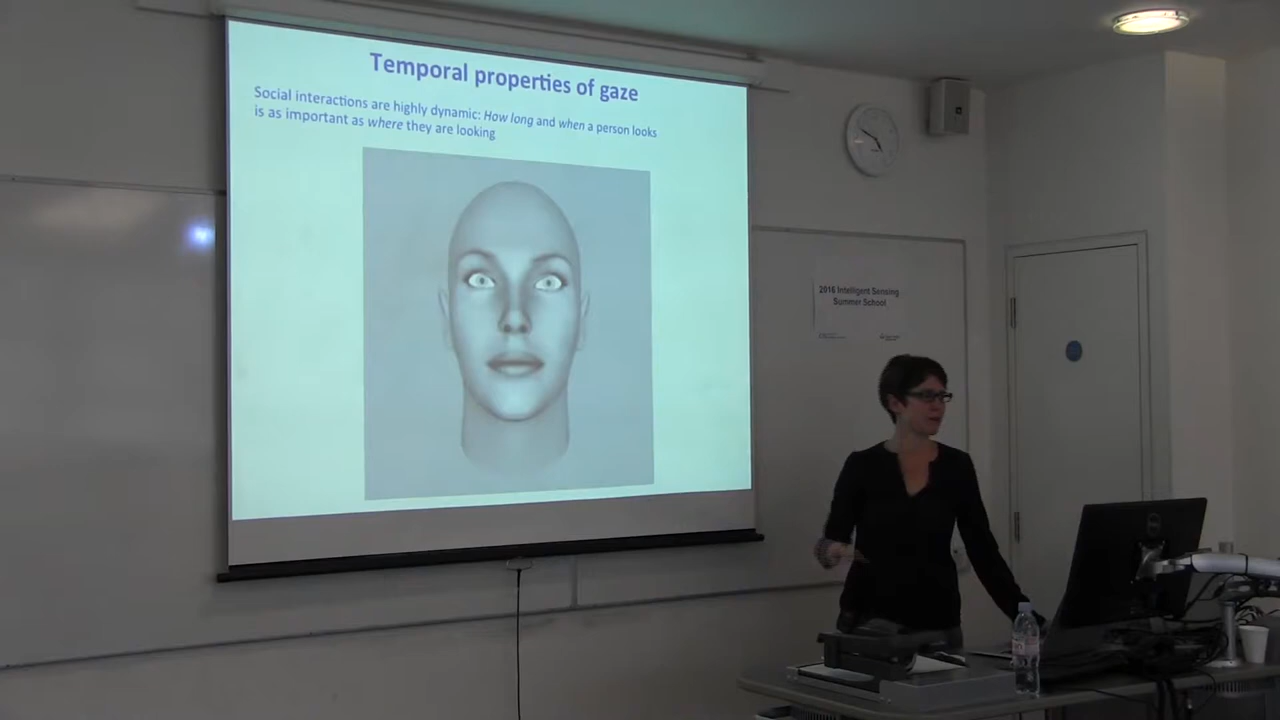 Temporal properties of gaze
Social interactions are highly dynamic: How long and when a person looks
is as important as where they are looking
2016 Intelligent Sensing
Summer School
DELL